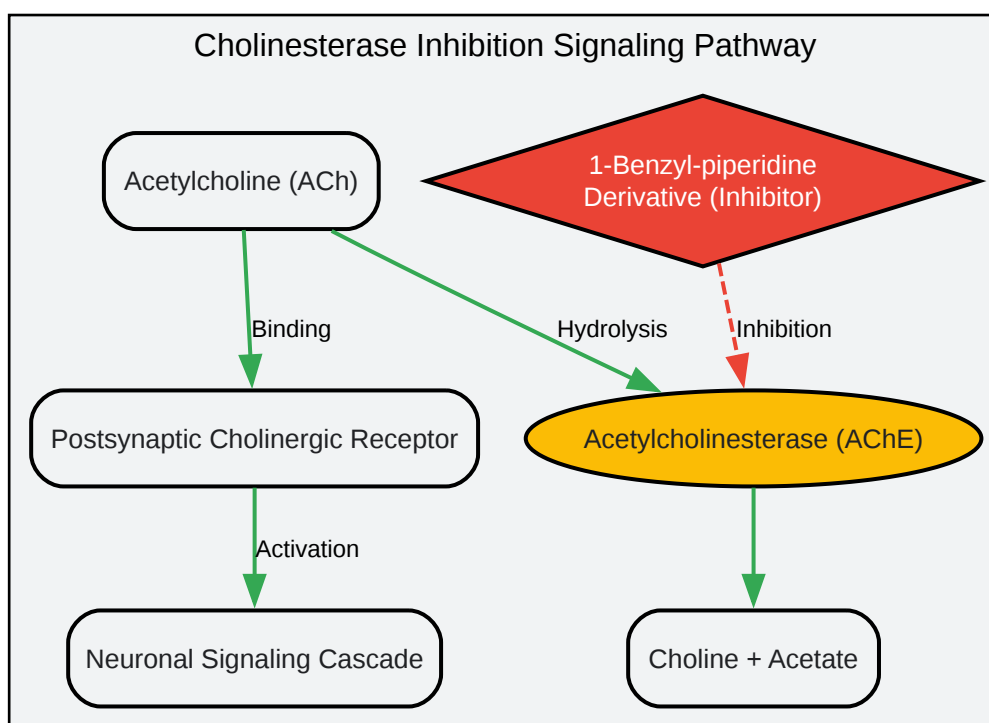 Cholinesterase Inhibition Signaling Pathway
Acetylcholine (ACh)
1-Benzyl-piperidine
Derivative (Inhibitor)
Binding
Hydrolysis
Inhibition
Postsynaptic Cholinergic Receptor
Acetylcholinesterase (AChE)
Activation
Neuronal Signaling Cascade
Choline + Acetate